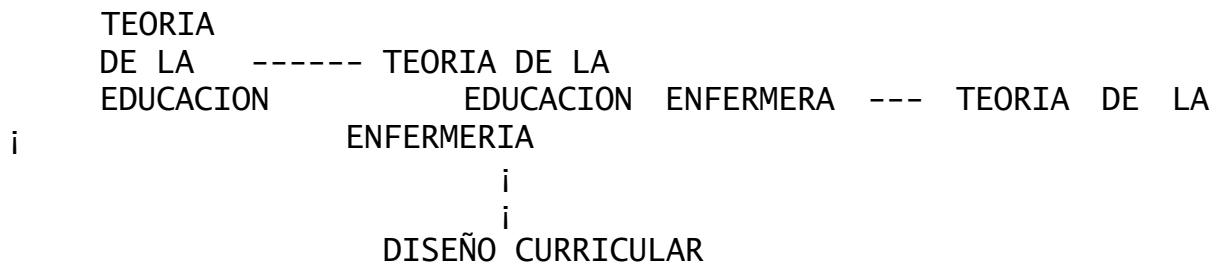 TEORIA
DE LA ------ TEORIA DE LA
EDUCACION EDUCACION ENFERMERA --- TEORIA DE LA
¡ ENFERMERIA
¡
¡
DISEÑO CURRICULAR